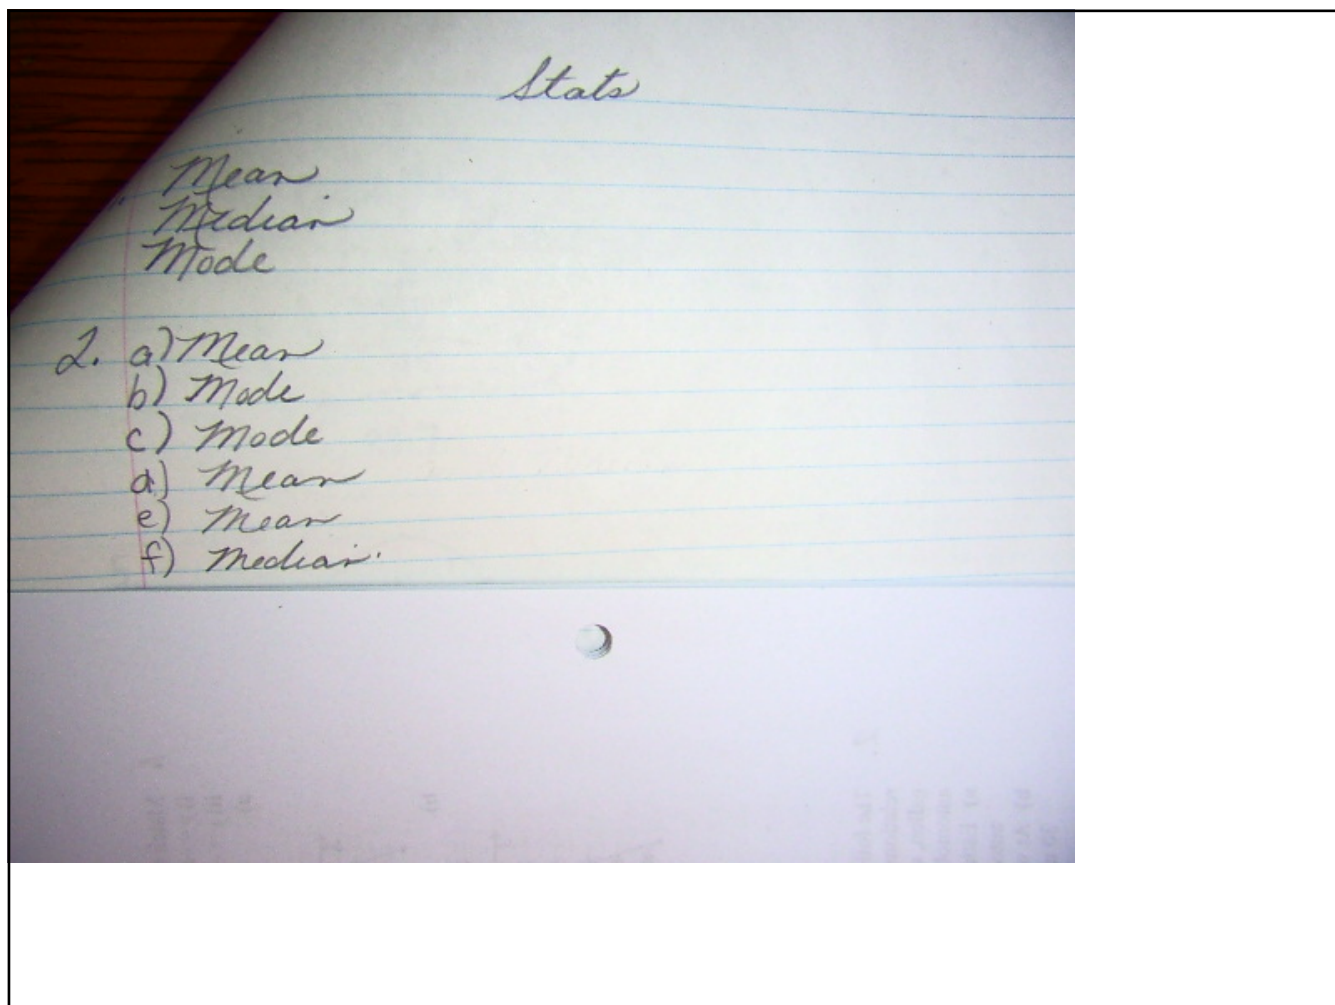 Stats
Mean
Median
Mode
2. a) Mean
b) Mode
c) Mode
d) Mean
e) Mean
f) Median